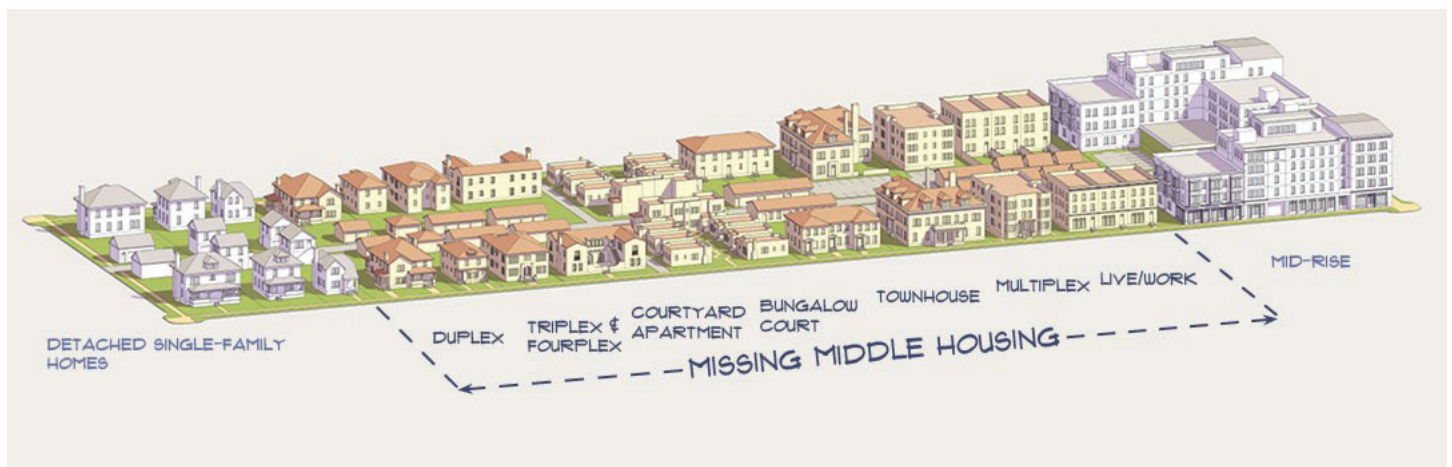 DETACHED SINGLE-FAMILY
HOMES
DUPLEX
TRIPLEX &
FOURPLEX
COURTYARD
APARTMENT
BUNGALOW
COURT
TOWNHOUSE
MULTIPLEX
LIVE/WORK
MID-RISE
MISSING MIDDLE HOUSING